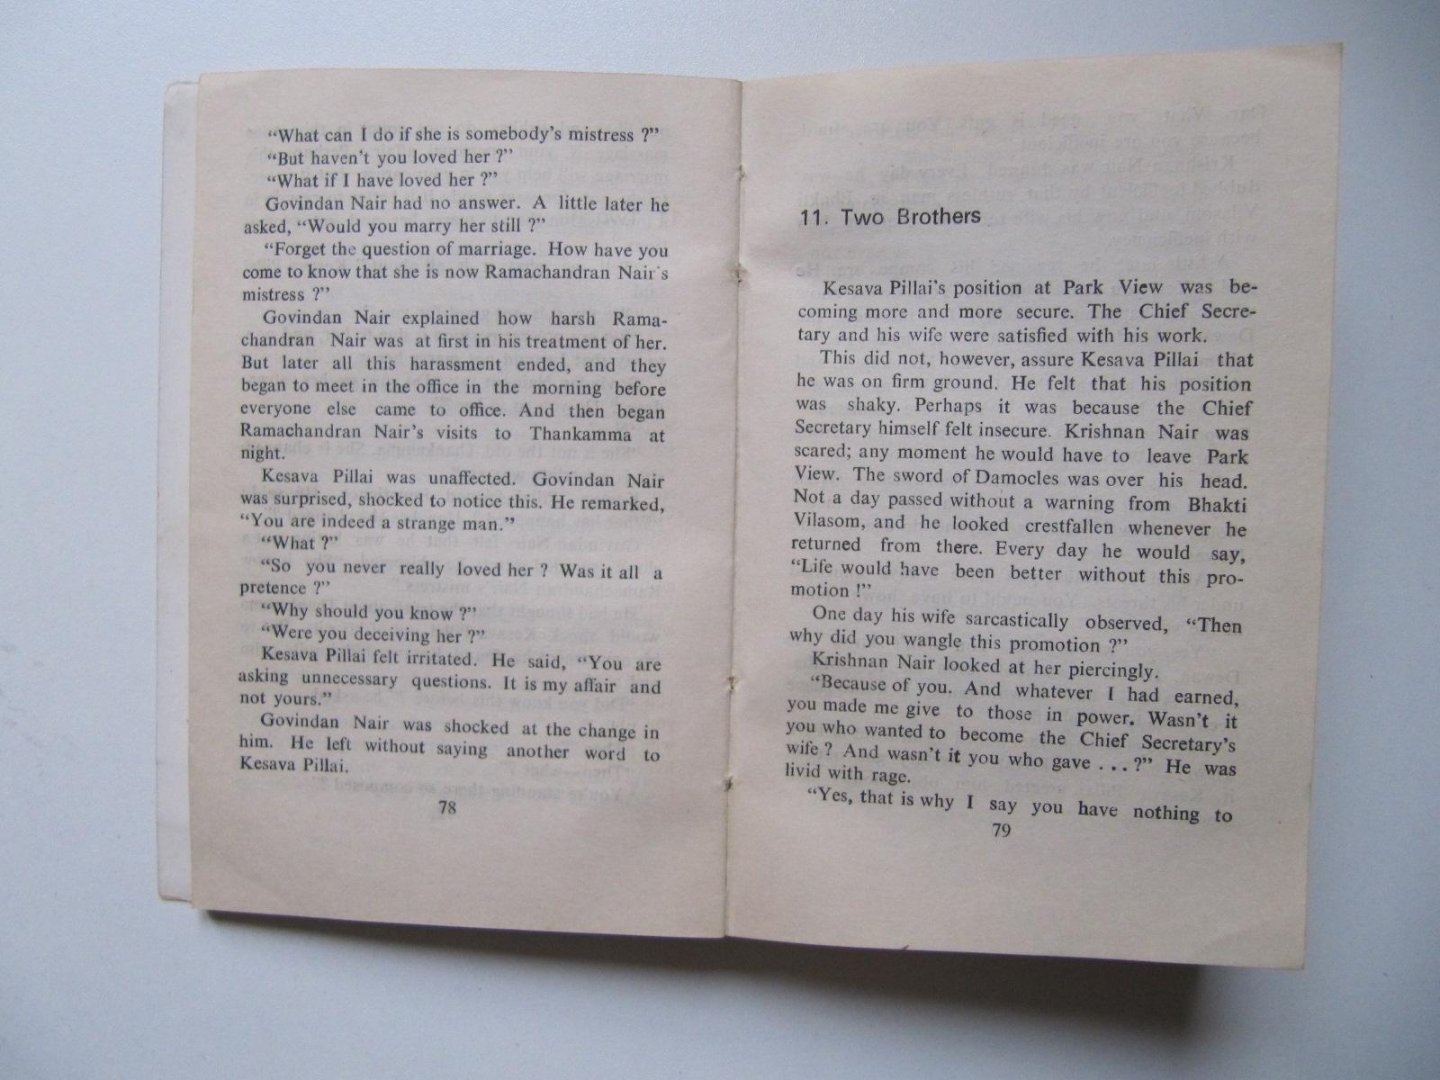 “What can I do if she is somebody's mistress ?”
“But haven't you loved her ?”
“What if I have loved her ?”
Govindan Nair had no answer. A little later he
asked, “Would you marry her still ?”
“Forget the question of marriage. How have you
come to know that she is now Ramachandran Nair's
mistress ?”
Govindan Nair explained how harsh Rama-
chandran Nair was at first in his treatment of her.
But later all this harassment ended, and they
began to meet in the office in the morning before
everyone else came to office. And then began
Ramachandran Nair's visits to Thankamma at
night.
Kesava Pillai was unaffected. Govindan Nair
was surprised, shocked to notice this. He remarked,
“You are indeed a strange man.”
“What ?”
“So you never really loved her ? Was it all a
pretence ?”
“Why should you know ?”
“Were you deceiving her ?”
Kesava Pillai felt irritated. He said, “You are
asking unnecessary questions. It is my affair and
not yours.”
Govindan Nair was shocked at the change in
him. He left without saying another word to
Kesava Pillai.
78
11. Two Brothers
Kesava Pillai's position at Park View was be-
coming more and more secure. The Chief Secre-
tary and his wife were satisfied with his work.
This did not, however, assure Kesava Pillai that
he was on firm ground. He felt that his position
was shaky. Perhaps it was because the Chief
Secretary himself felt insecure. Krishnan Nair was
scared; any moment he would have to leave Park
View. The sword of Damocles was over his head.
Not a day passed without a warning from Bhakti
Vilasom, and he looked crestfallen whenever he
returned from there. Every day he would say,
“Life would have been better without this pro-
motion !”
One day his wife sarcastically observed, “Then
why did you wangle this promotion ?”
Krishnan Nair looked at her piercingly.
“Because of you. And whatever I had earned,
you made me give to those in power. Wasn't it
you who wanted to become the Chief Secretary's
wife ? And wasn't it you who gave . . . ?” He was
livid with rage.
“Yes, that is why I say you have nothing to
79